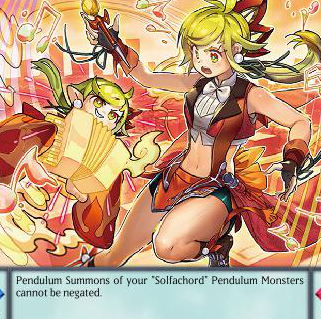 Pendulum Summons of your "Solfachord" Pendulum Monsters
cannot be negated.